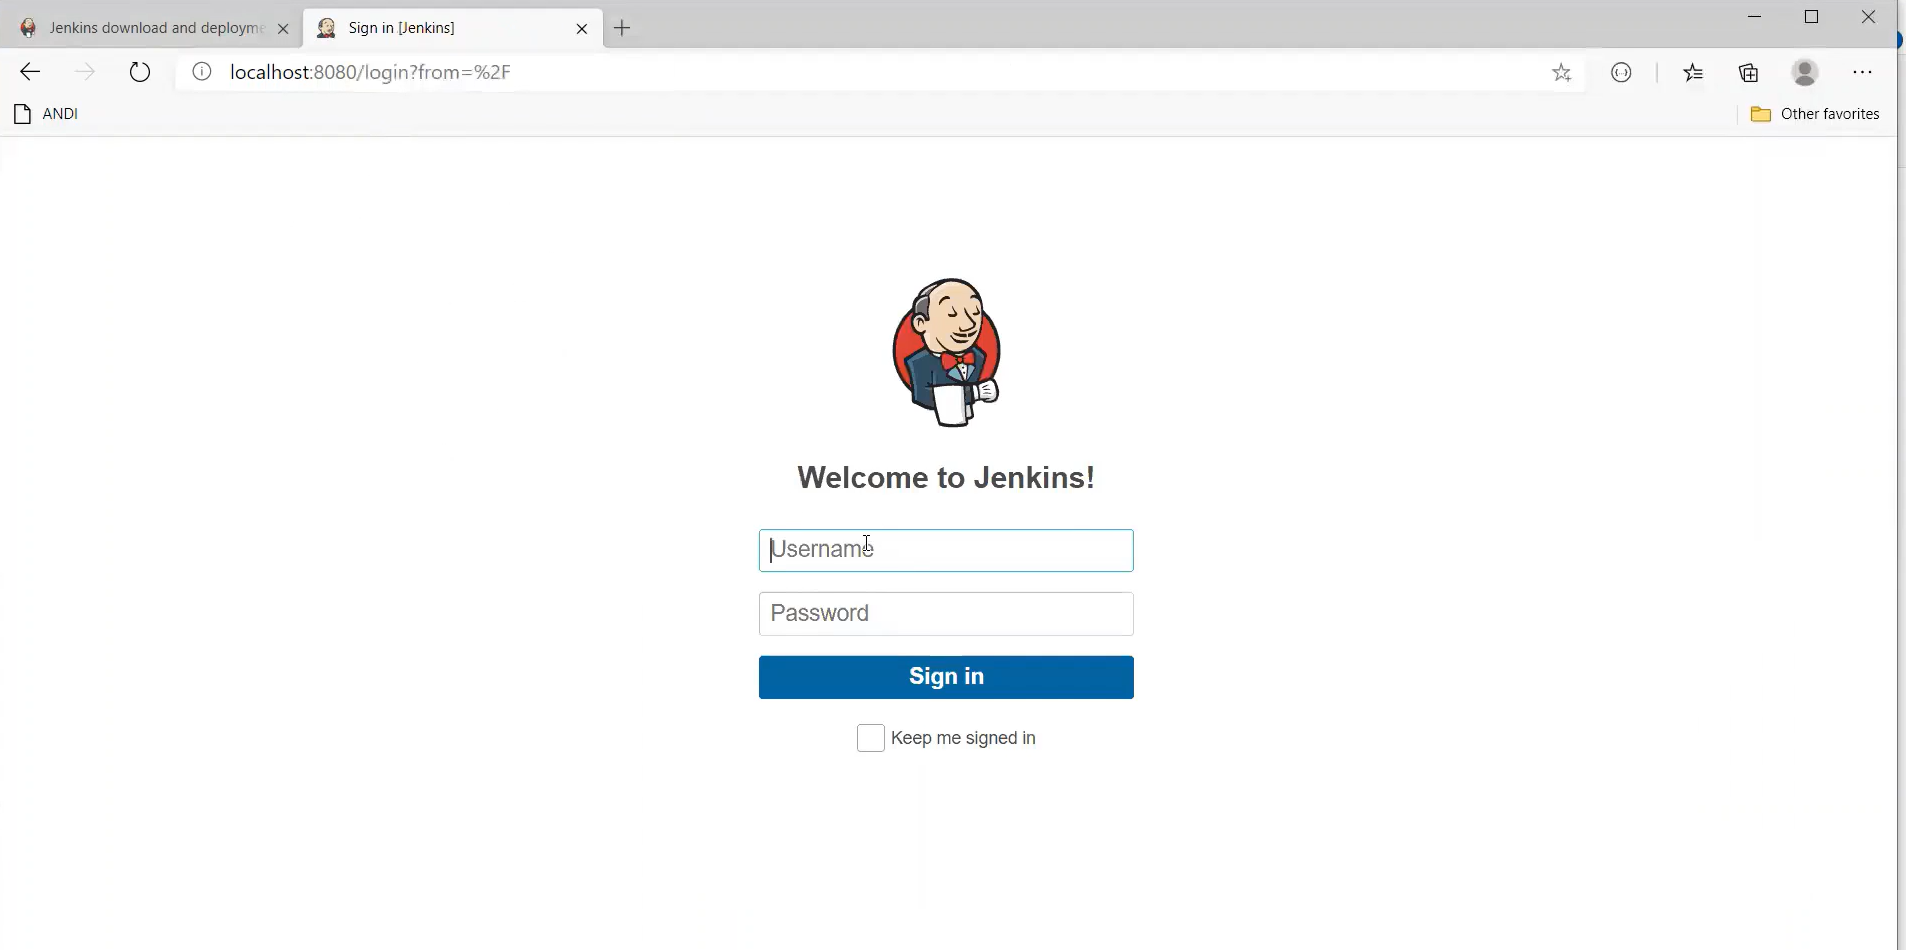 Jenkins download and deployme
Sign in [Jenkins]
localhost:8080/login?from=%2F
ANDI
Other favorites
Welcome to Jenkins!
Username
Password
Sign in
Keep me signed in